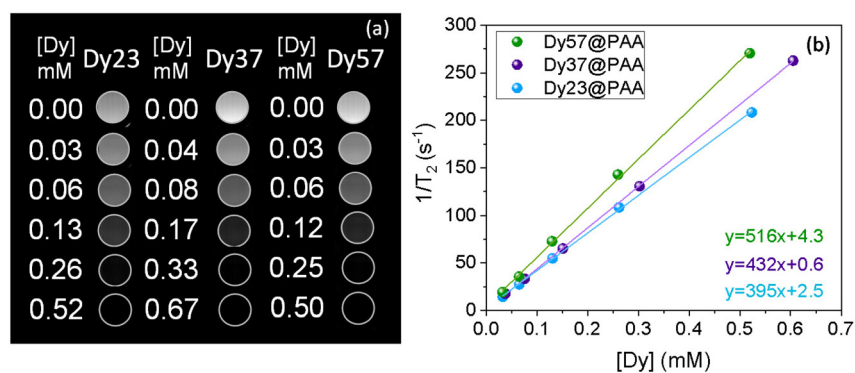 (a)
[Dy] Dy23 [Dy] Dy37 [Dy] Dy57
mM mM mM
0.00 0.00 0.00
0.03 0.04 0.03
0.06 0.08 0.06
0.13 0.17 0.12
0.26 0.33 0.25
0.52 0.67 0.50
(b)
Dy57@PAA
Dy37@PAA
Dy23@PAA
300
250
200
150
100
50
0
1/T₂ (s⁻¹)
y=516x+4.3
y=432x+0.6
y=395x+2.5
0.0 0.1 0.2 0.3 0.4 0.5 0.6 0.7
[Dy] (mM)